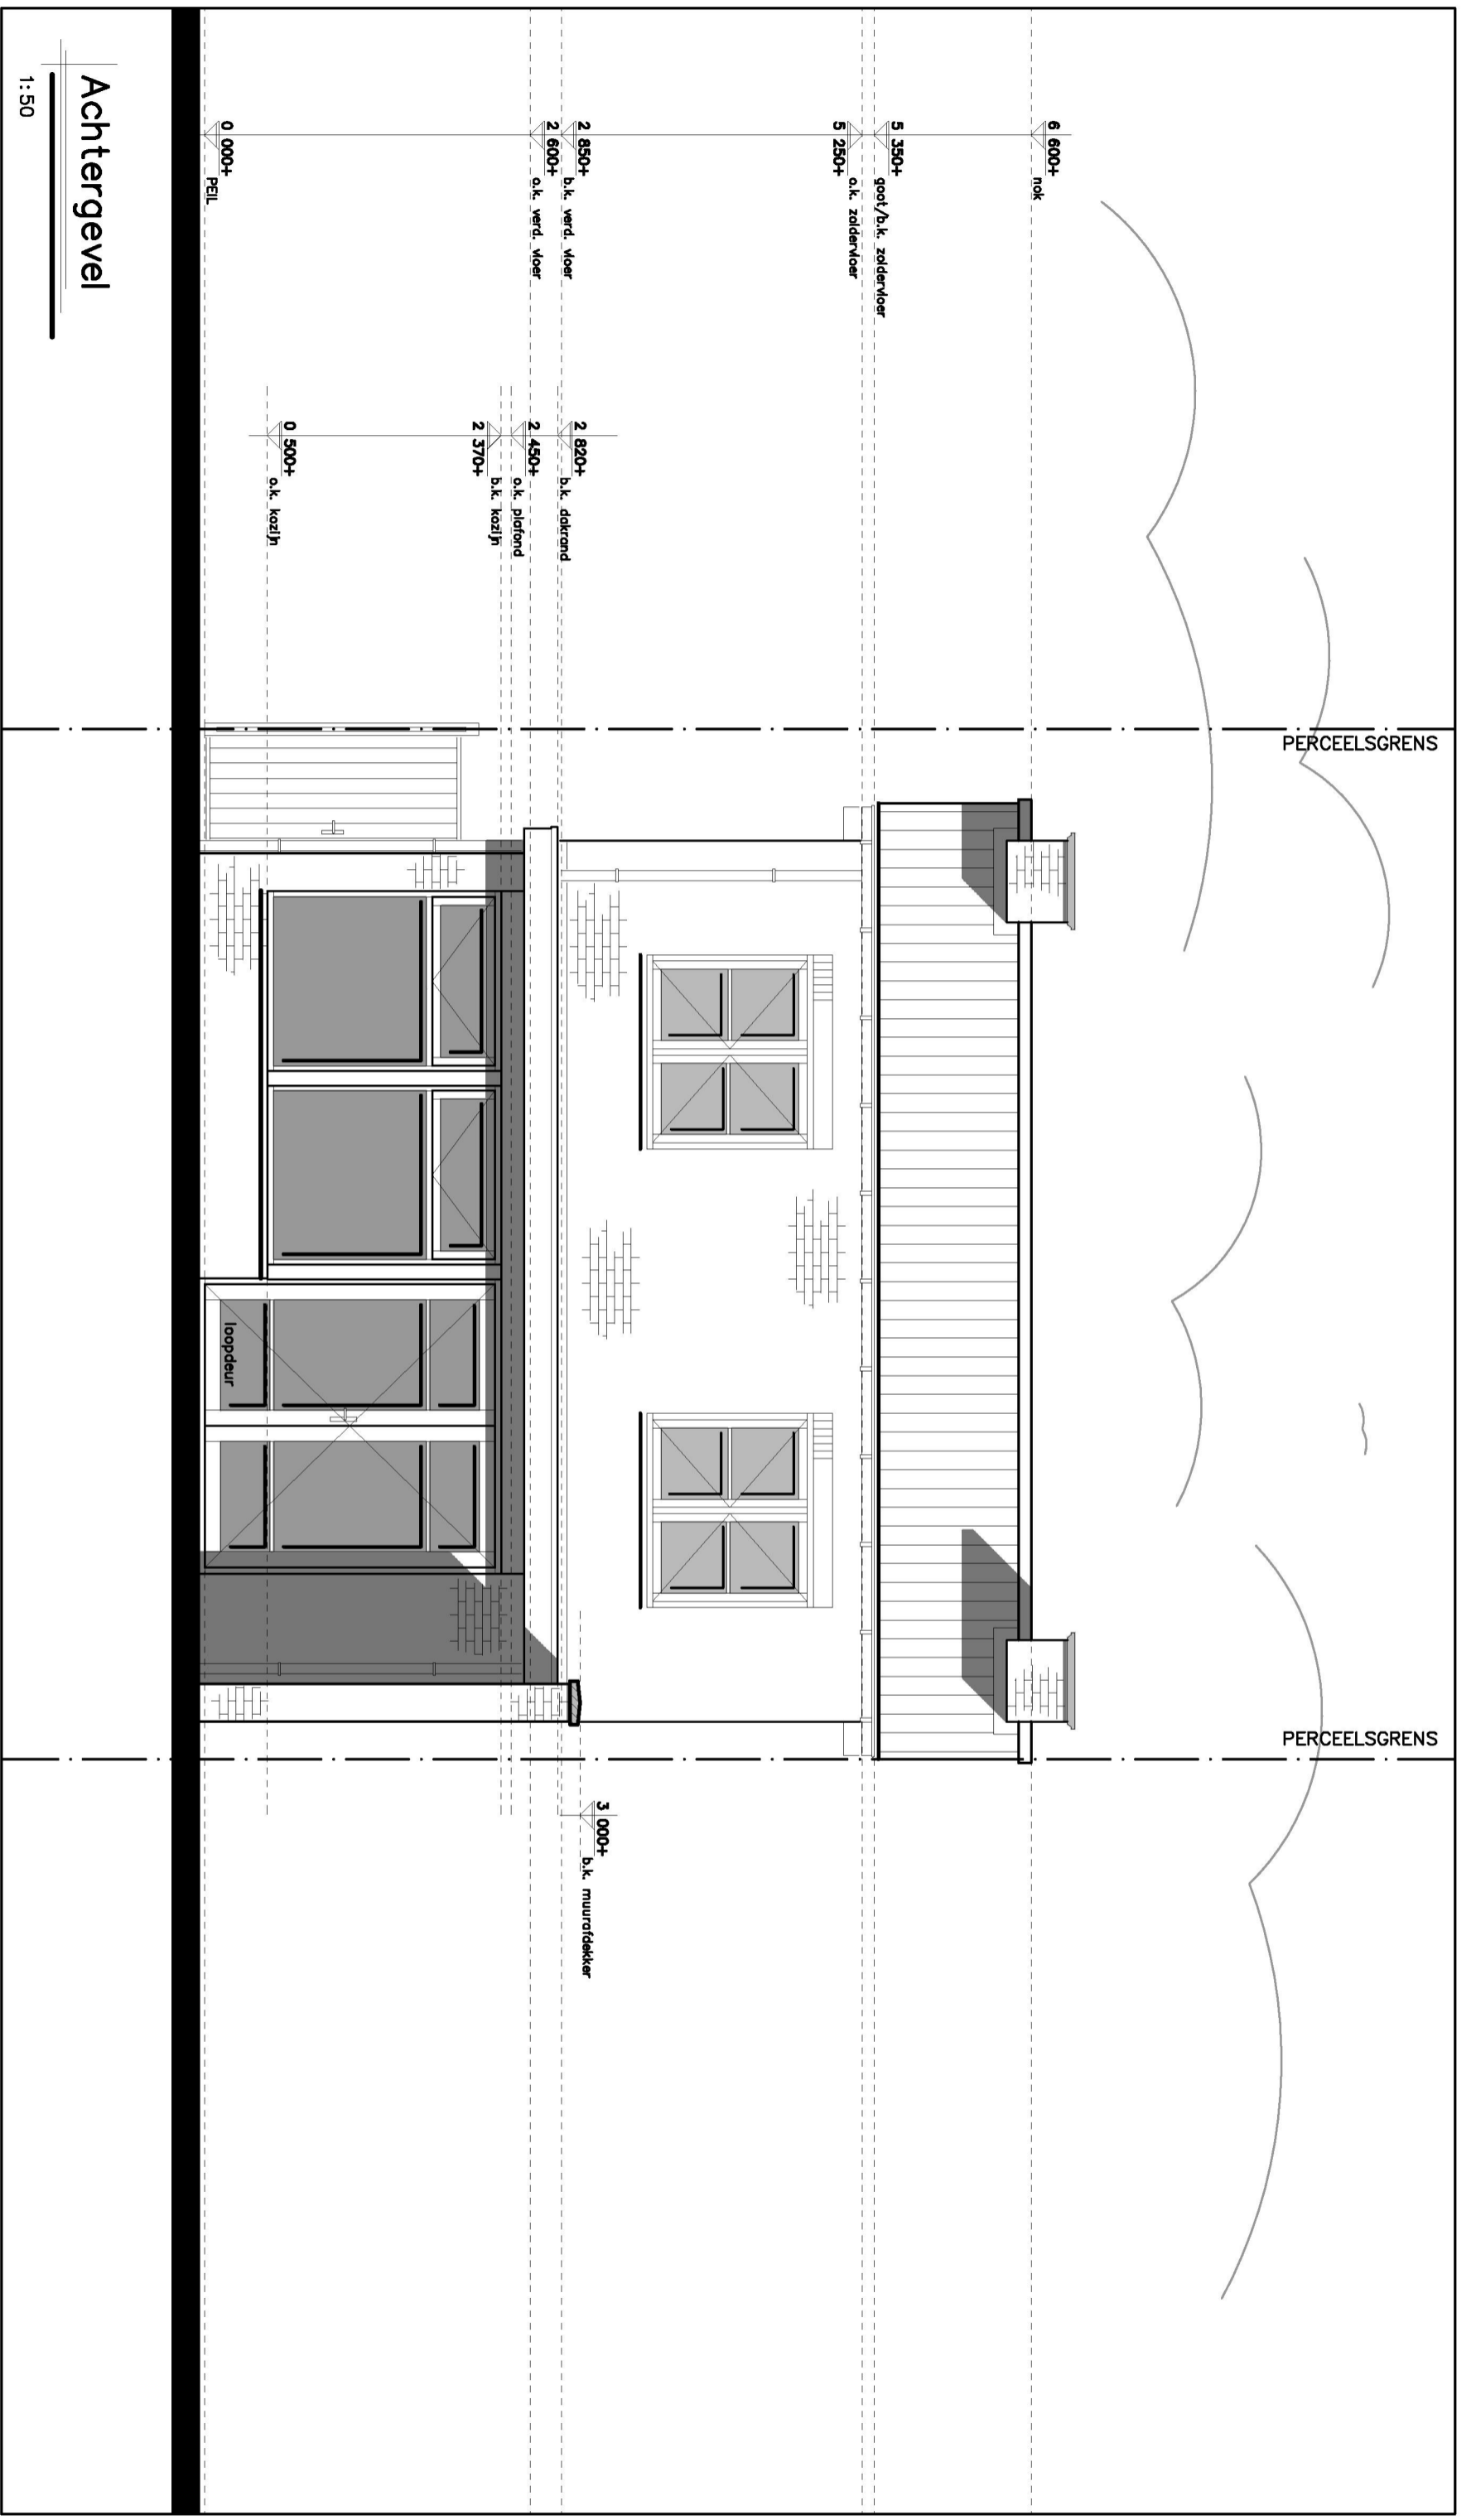 PERCEELSGRENS
PERCEELSGRENS
6 600+
nok
5 350+
goot/b.k. zoldervloer
5 250+
o.k. zoldervloer
2 850+
b.k. verd. vloer
2 600+
o.k. verd. vloer
0 000+
PEIL
2 820+
b.k. dakrand
2 450+
o.k. plafond
2 370+
b.k. kozijn
0 500+
o.k. kozijn
3 000+
b.k. muurafdekker
loopdeur
Achtergevel
1:50